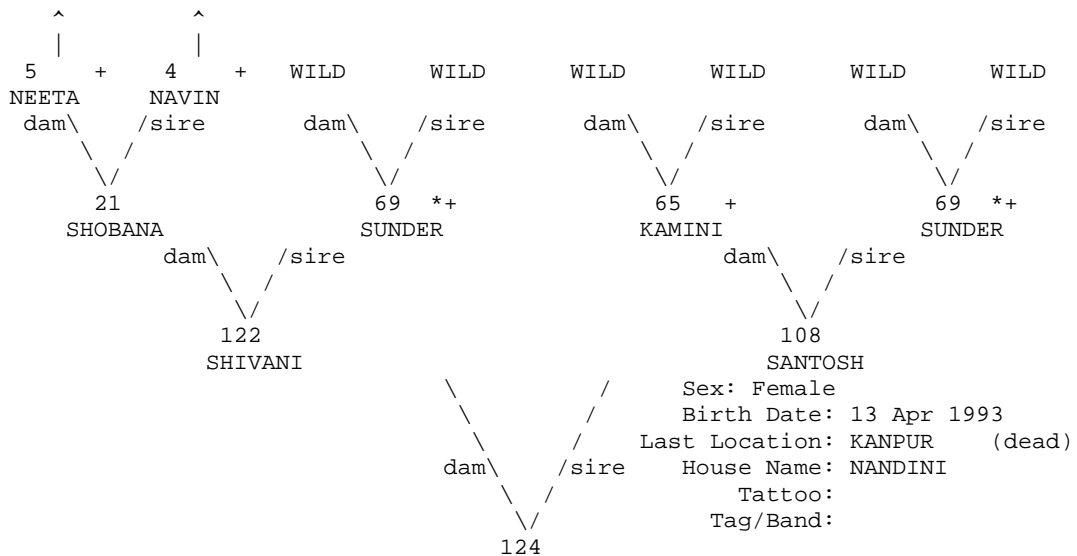 ^ ^
| |
5 + 4 + WILD WILD WILD WILD WILD WILD
NEETA NAVIN
dam\ /sire dam\ /sire dam\ /sire dam\ /sire
\ / \ / \ / \ /
\/ \/ \/ \/
21 69 *+ 65 + 69 *+
SHOBANA SUNDER KAMINI SUNDER
dam\ /sire dam\ /sire
\ / \ /
\/ \/
122 108
SHIVANI SANTOSH
\ / Sex: Female
\ / Birth Date: 13 Apr 1993
\ / Last Location: KANPUR (dead)
dam\ /sire House Name: NANDINI
\ / Tattoo:
\/ Tag/Band:
124